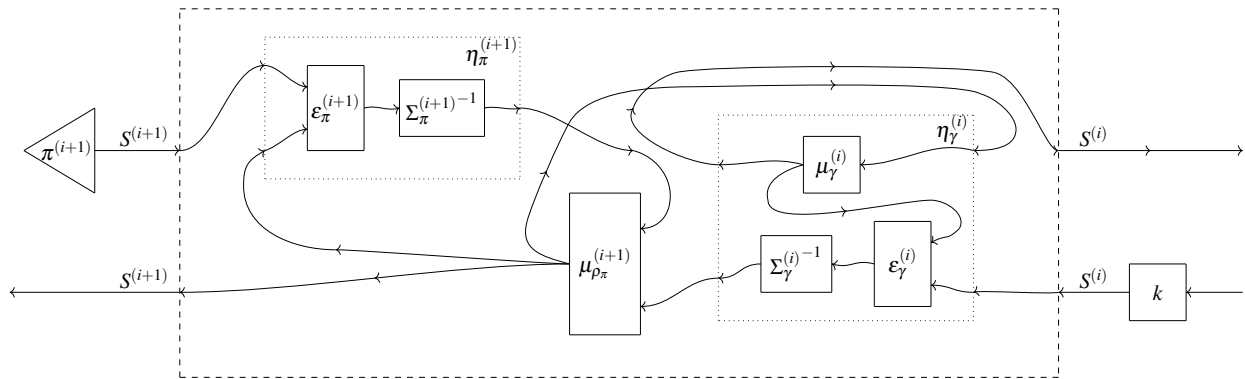 η_π^(i+1)
η_γ^(i)
ε_π^(i+1)
Σ_π^(i+1)^−1
π^(i+1)
S^(i+1)
S^(i)
μ_γ^(i)
μ_ρπ^(i+1)
Σ_γ^(i)^−1
ε_γ^(i)
S^(i+1)
S^(i)
k